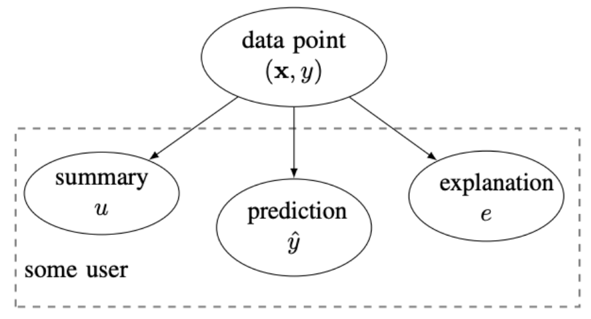 data point
(x, y)
summary
u
prediction
ŷ
explanation
e
some user